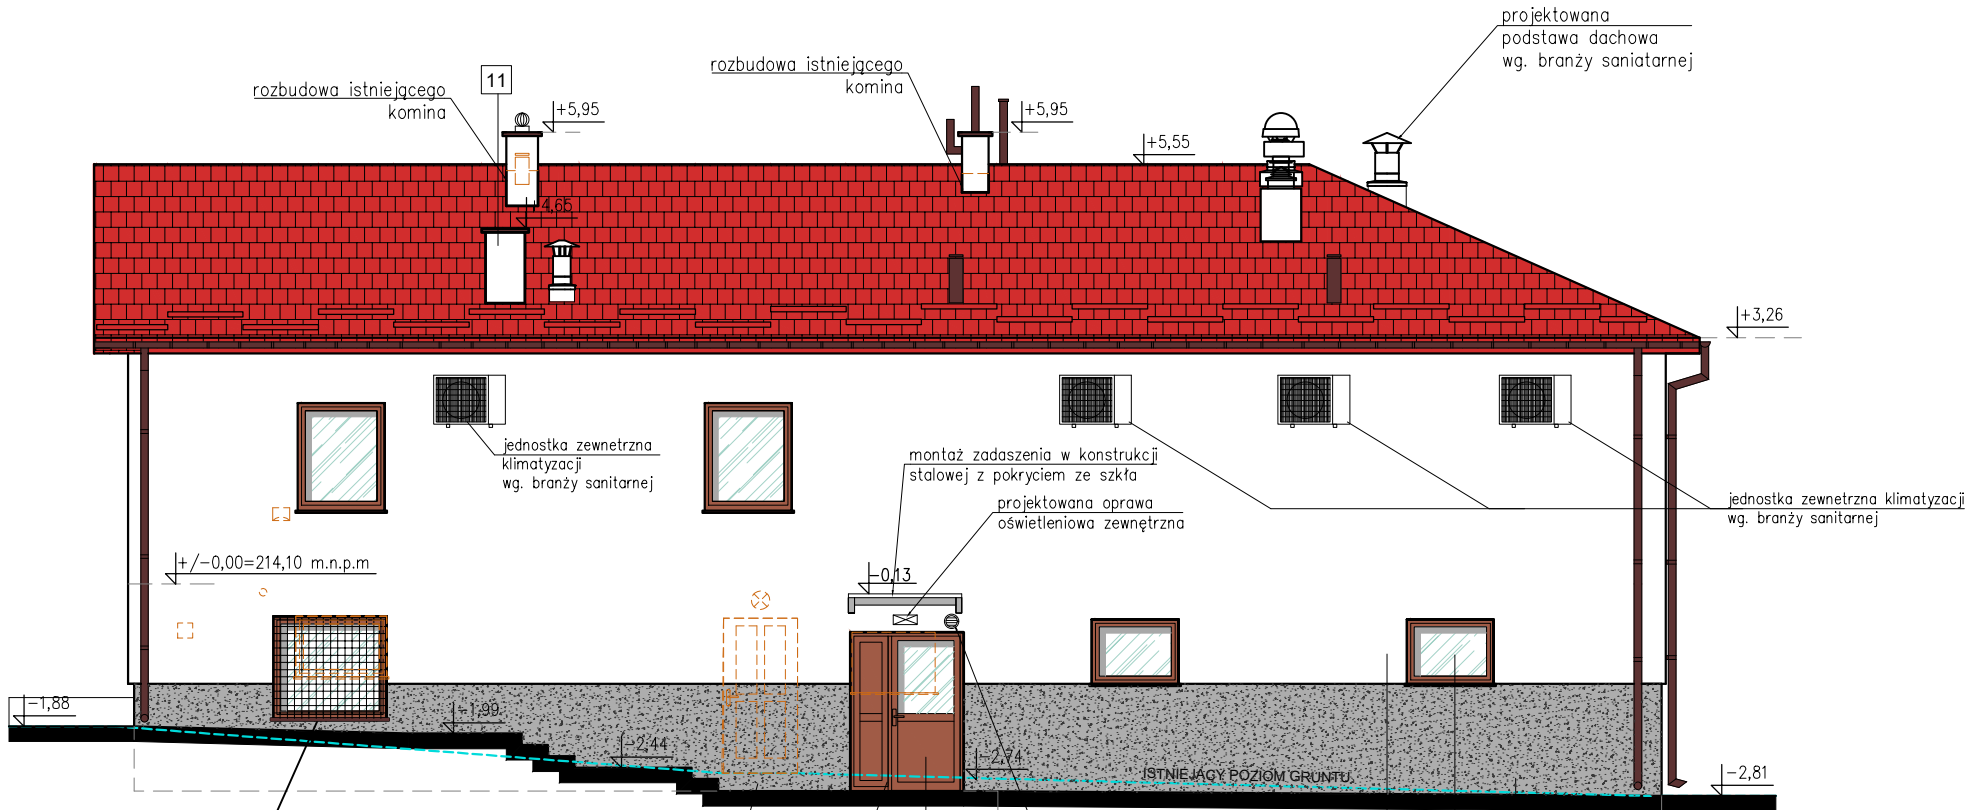 projektowana
podstawa dachowa
wg. branży saniatarnej
rozbudowa istniejącego
komina
11
rozbudowa istniejącego
komina
+5,95
+5,95
+5,55
+4,65
+3,26
jednostka zewnetrzna
klimatyzacji
wg. branży sanitarnej
montaż zadaszenia w konstrukcji
stalowej z pokryciem ze szkła
projektowana oprawa
oświetleniowa zewnętrzna
jednostka zewnetrzna klimatyzacji
wg. branży sanitarnej
+/-0,00=214,10 m.n.p.m
-0,13
-1,88
-1,99
-2,44
-2,74
ISTNIEJĄCY POZIOM GRUNTU
-2,81